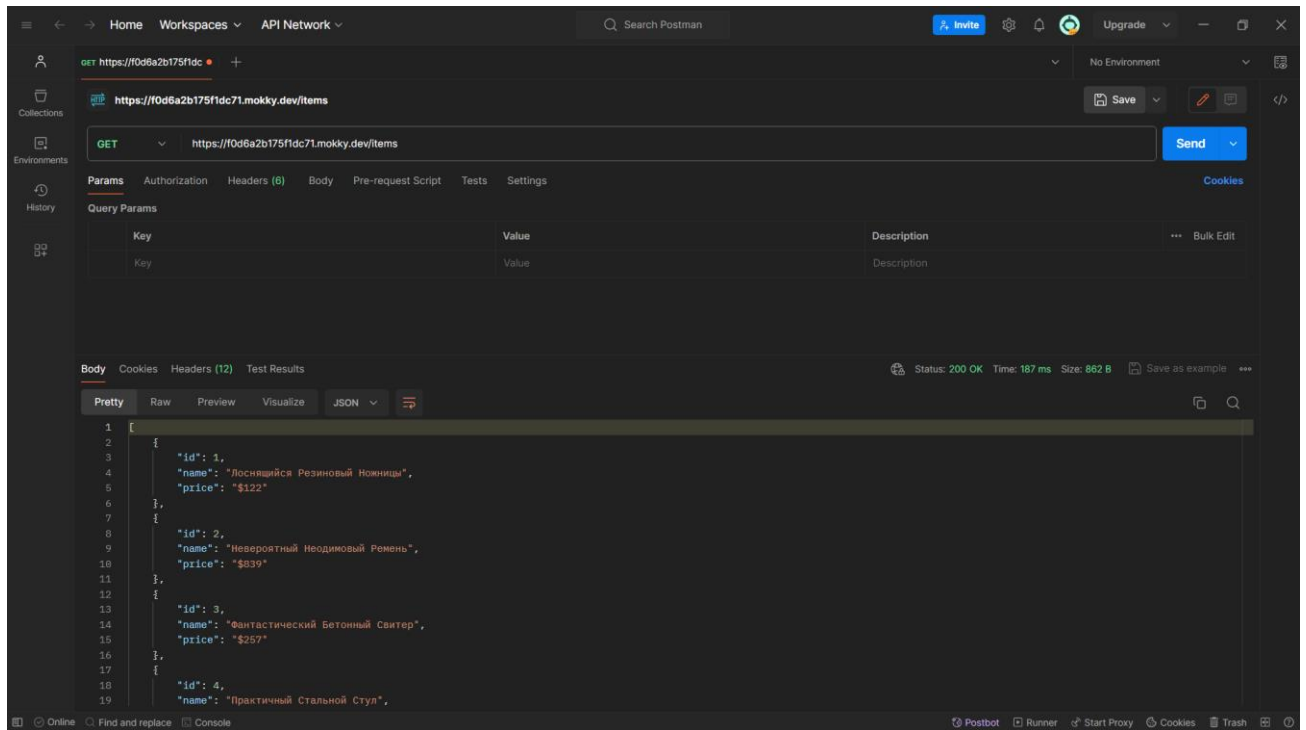 Home Workspaces API Network Search Postman Invite Upgrade
GET https://f0d6a2b175f1dc No Environment
HTTP https://f0d6a2b175f1dc71.mokky.dev/items Save
Collections
GET https://f0d6a2b175f1dc71.mokky.dev/items Send
Environments
Params Authorization Headers (6) Body Pre-request Script Tests Settings Cookies
History
Query Params
Key Value Description Bulk Edit
Key Value Description
Body Cookies Headers (12) Test Results Status: 200 OK Time: 187 ms Size: 862 B Save as example
Pretty Raw Preview Visualize JSON
1 [
2 {
3 "id": 1,
4 "name": "Лоснящийся Резиновый Ножницы",
5 "price": "$122"
6 },
7 {
8 "id": 2,
9 "name": "Невероятный Неодимовый Ремень",
10 "price": "$839"
11 },
12 {
13 "id": 3,
14 "name": "Фантастический Бетонный Свитер",
15 "price": "$257"
16 },
17 {
18 "id": 4,
19 "name": "Практичный Стальной Стул",
Online Find and replace Console Postbot Runner Start Proxy Cookies Trash